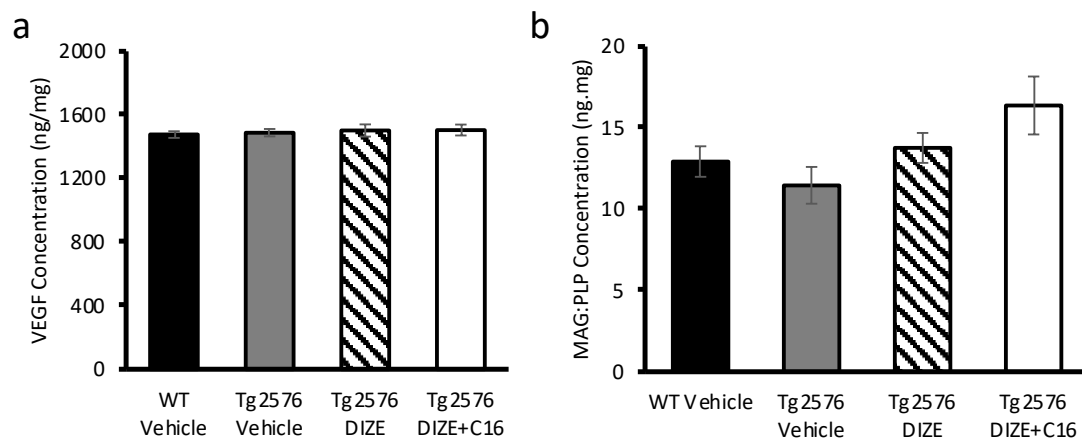 a
VEGF Concentration (ng/mg)
2000
1600
1200
800
400
0
WT
Vehicle
Tg2576
Vehicle
Tg2576
DIZE
Tg2576
DIZE+C16
b
MAG:PLP Concentration (ng.mg)
20
15
10
5
0
WT Vehicle
Tg2576
Vehicle
Tg2576
DIZE
Tg2576
DIZE+C16